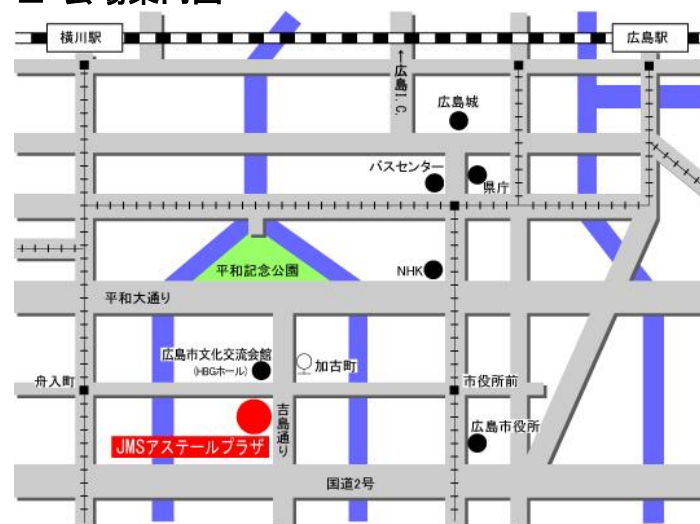 横川駅
広島駅
←広島I.C.
広島城
バスセンター
県庁
NHK
平和記念公園
平和大通り
広島市文化交流会館
(HBGホール)
加古町
舟入町
市役所前
吉島通り
広島市役所
JMSアステールプラザ
国道2号